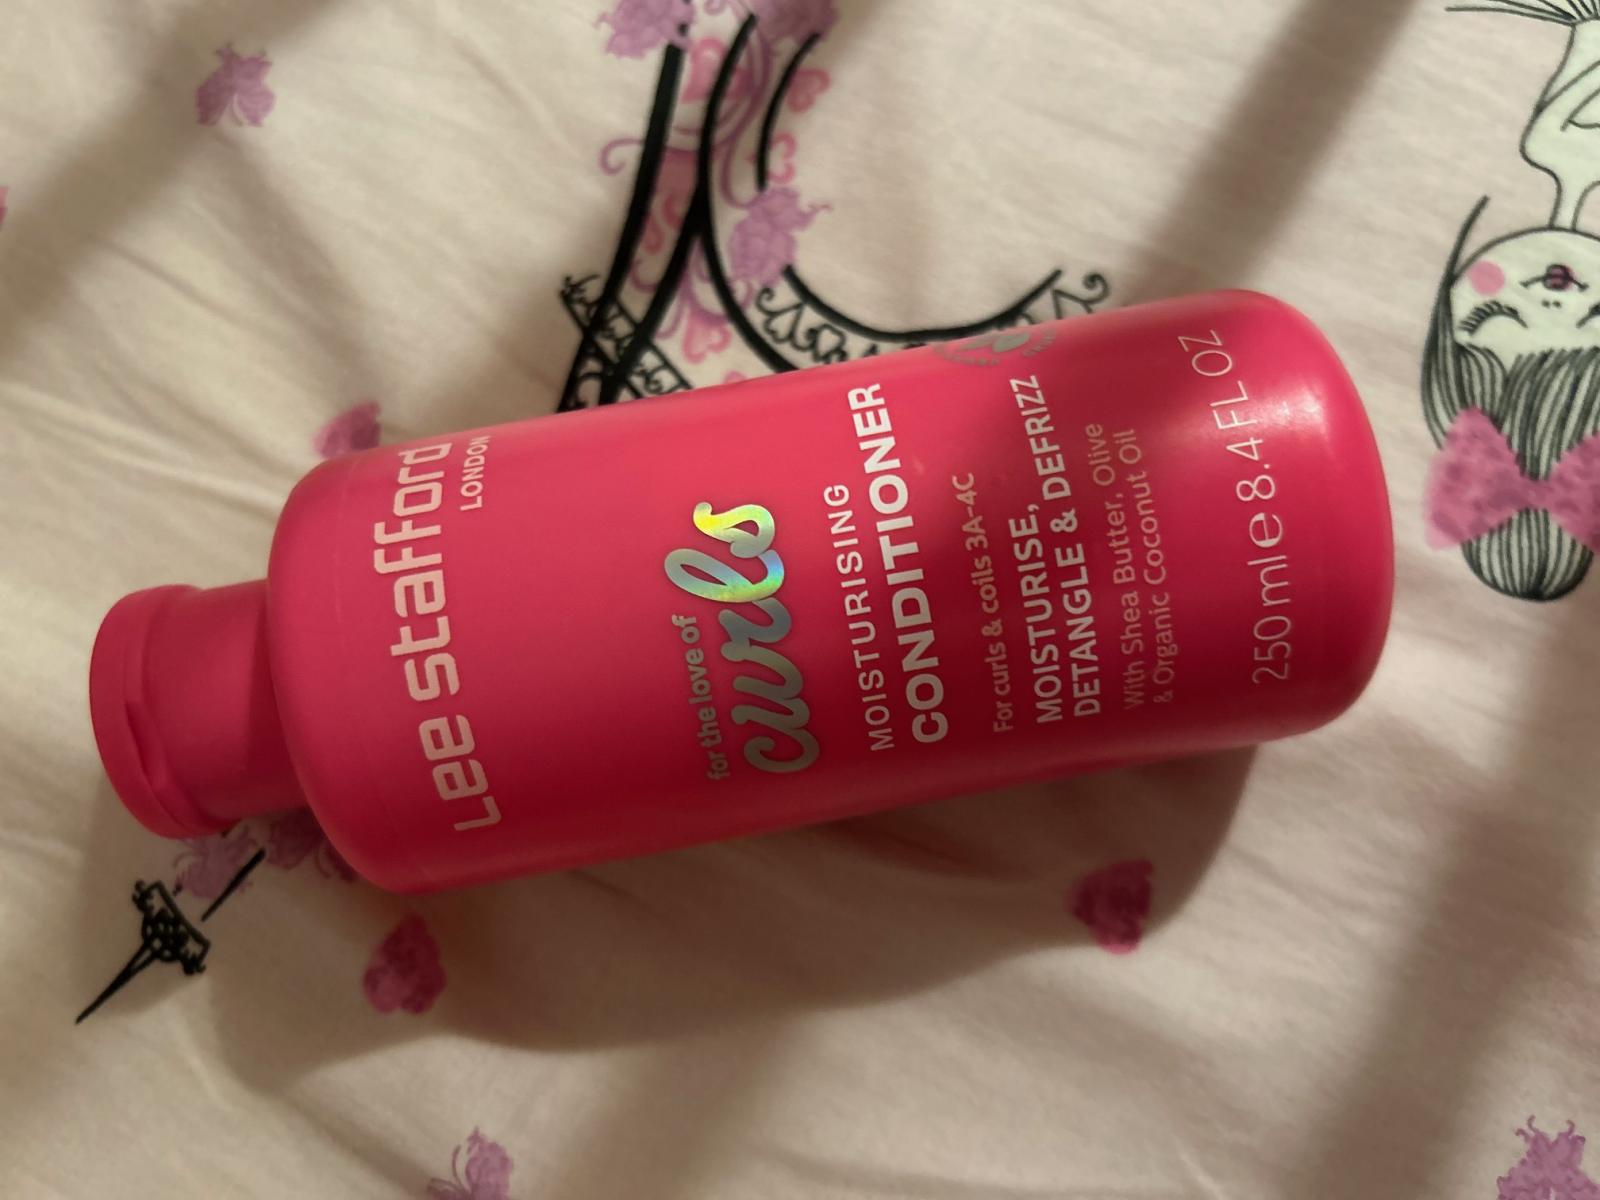 Lee stafford
LONDON
for the love of
curls
MOISTURISING
CONDITIONER
For curls & coils 3A-4C
MOISTURISE,
DETANGLE & DEFRIZZ
With Shea Butter, Olive
& Organic Coconut Oil
250 ml e 8.4 FL OZ